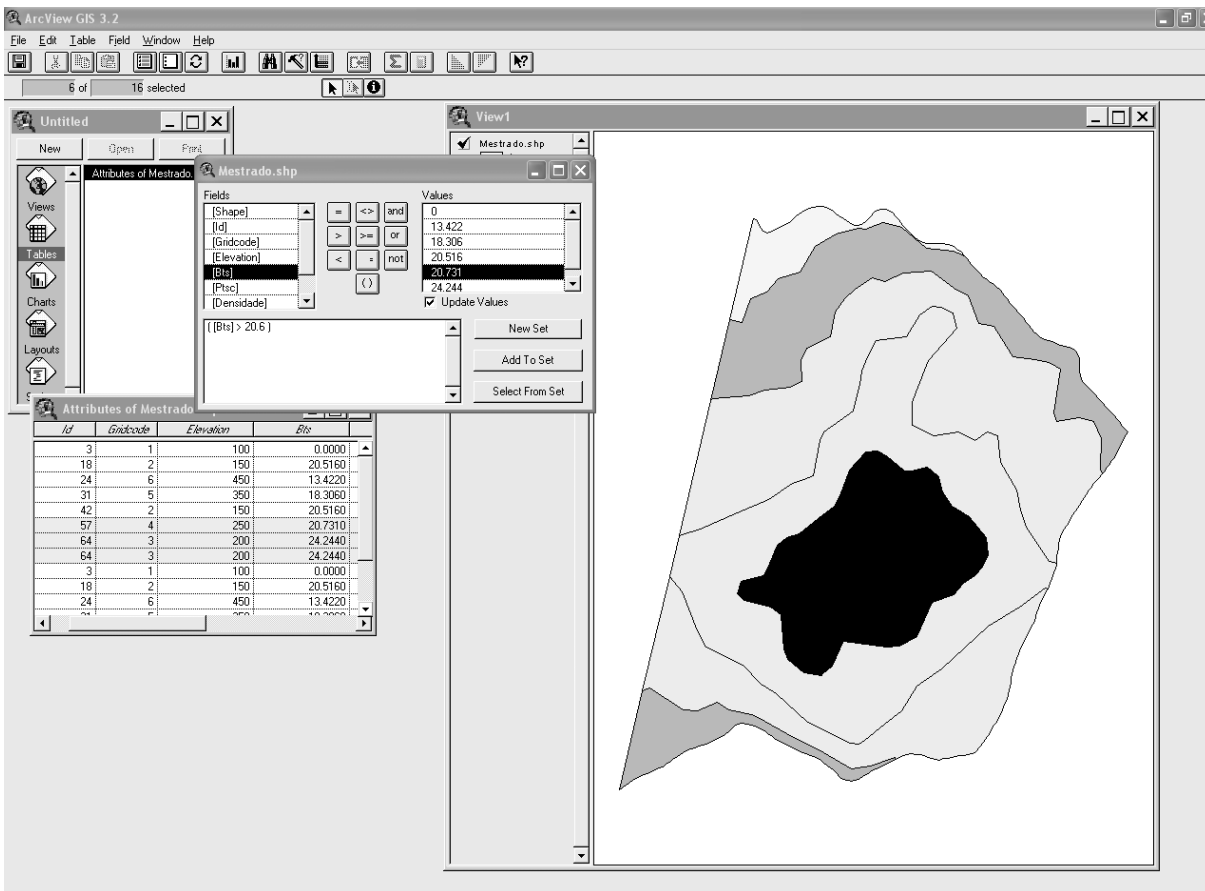 ArcView GIS 3.2
File Edit Table Field Window Help
6 of 16 selected
Untitled
New Open Print
Attributes of Mestrado.
Views
Tables
Charts
Layouts
View1
Mestrado.shp
Mestrado.shp
Fields
[Shape]
[Id]
[Gridcode]
[Elevation]
[Bts]
[Ptsc]
[Densidade]
= <> and
> >= or
< not
()
Values
0
13.422
18.306
20.516
20.731
24.244
Update Values
( [Bts] > 20.6 )
New Set
Add To Set
Select From Set
Attributes of Mestrado
Id Gridcode Elevation Bts
3 1 100 0.0000
18 2 150 20.5160
24 6 450 13.4220
31 5 350 18.3060
42 2 150 20.5160
57 4 250 20.7310
64 3 200 24.2440
64 3 200 24.2440
3 1 100 0.0000
18 2 150 20.5160
24 6 450 13.4220